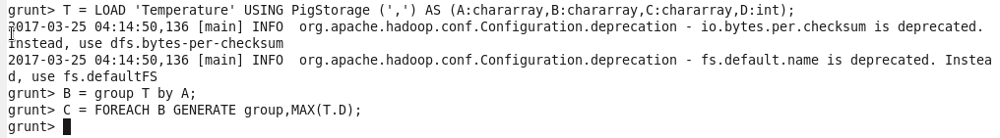 grunt> T = LOAD 'Temperature' USING PigStorage (',') AS (A:chararray,B:chararray,C:chararray,D:int);
2017-03-25 04:14:50,136 [main] INFO  org.apache.hadoop.conf.Configuration.deprecation - io.bytes.per.checksum is deprecated.
Instead, use dfs.bytes-per-checksum
2017-03-25 04:14:50,136 [main] INFO  org.apache.hadoop.conf.Configuration.deprecation - fs.default.name is deprecated. Instea
d, use fs.defaultFS
grunt> B = group T by A;
grunt> C = FOREACH B GENERATE group,MAX(T.D);
grunt>